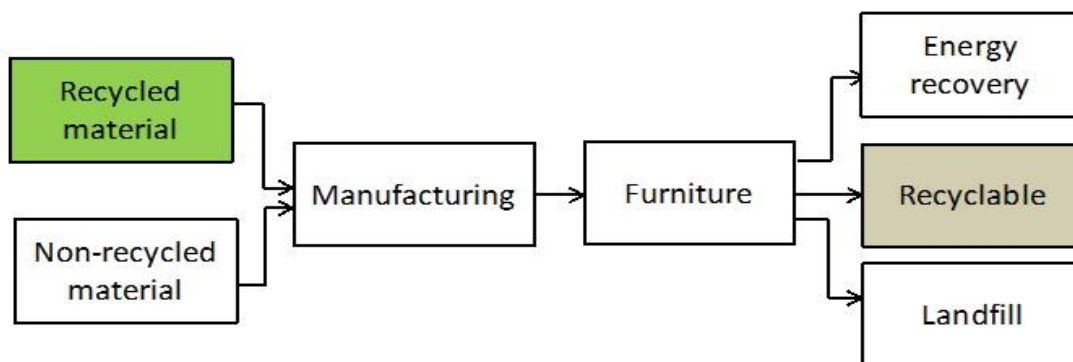 Recycled
material
Non-recycled
material
Manufacturing
Furniture
Energy
recovery
Recyclable
Landfill